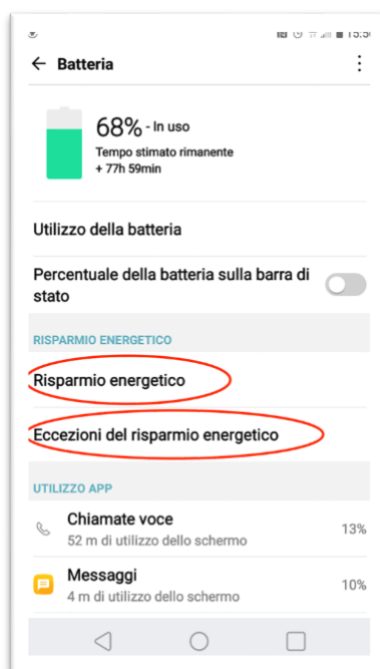 Batteria
68% - In uso
Tempo stimato rimanente
+ 77h 59min
Utilizzo della batteria
Percentuale della batteria sulla barra di
stato
RISPARMIO ENERGETICO
Risparmio energetico
Eccezioni del risparmio energetico
UTILIZZO APP
Chiamate voce
52 m di utilizzo dello schermo
13%
Messaggi
4 m di utilizzo dello schermo
10%